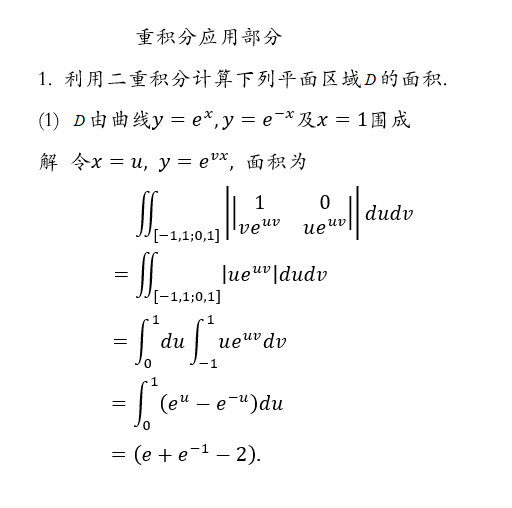 重积分应用部分
1. 利用二重积分计算下列平面区域D的面积.
(1) D由曲线y = e^x, y = e^{-x}及x = 1围成
解 令x = u, y = e^{vx}, 面积为
∬_{[-1,1;0,1]} || 1 0 ; ve^{uv} ue^{uv} || dudv
= ∬_{[-1,1;0,1]} |ue^{uv}|dudv
= ∫_0^1 du ∫_{-1}^1 ue^{uv}dv
= ∫_0^1 (e^u − e^{-u})du
= (e + e^{-1} − 2).